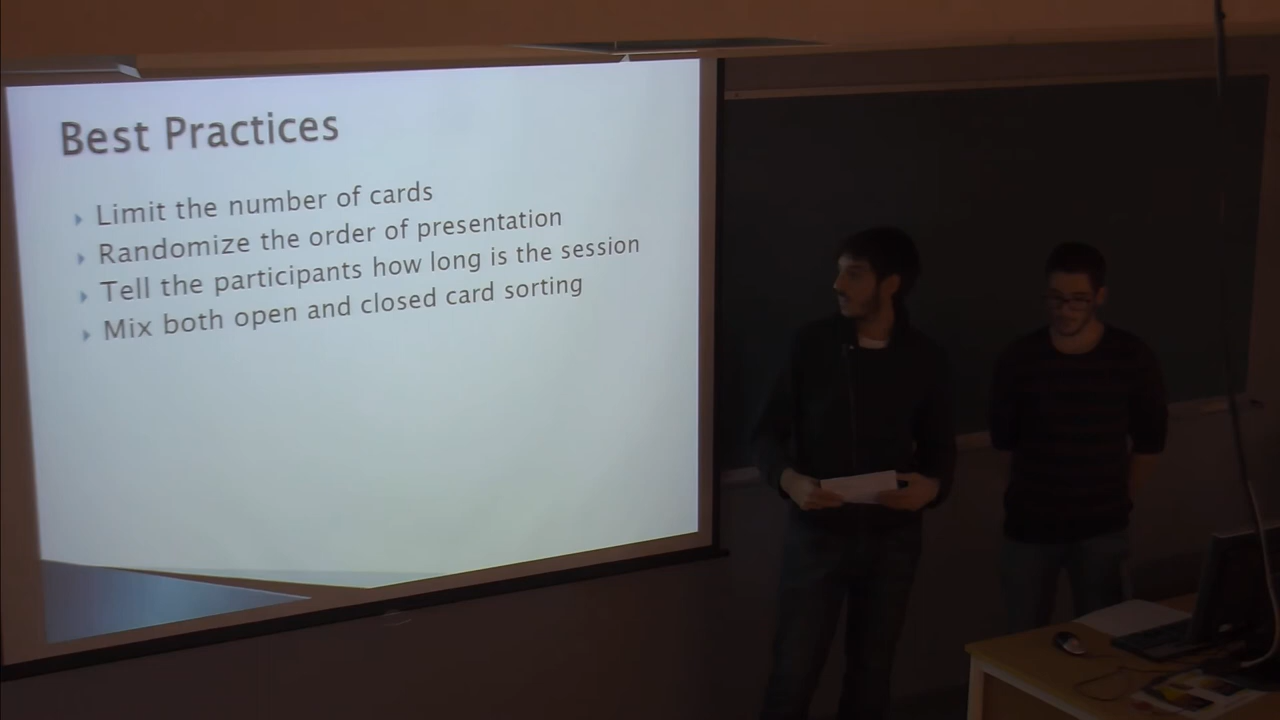 Best Practices
Limit the number of cards
Randomize the order of presentation
Tell the participants how long is the session
Mix both open and closed card sorting